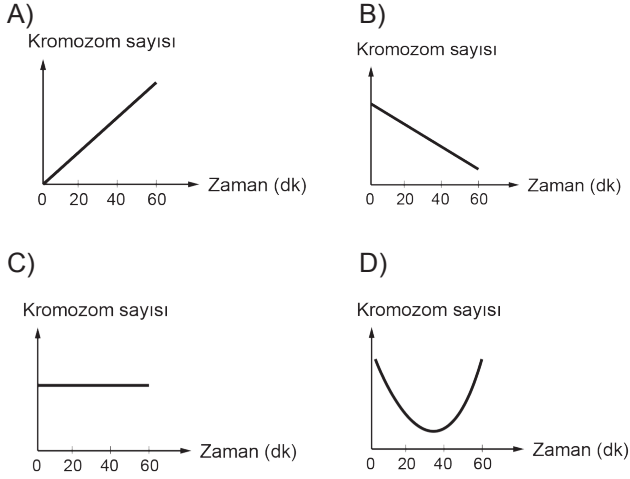 A)
Kromozom sayısı
0 20 40 60
Zaman (dk)
B)
Kromozom sayısı
0 20 40 60
Zaman (dk)
C)
Kromozom sayısı
0 20 40 60
Zaman (dk)
D)
Kromozom sayısı
0 20 40 60
Zaman (dk)